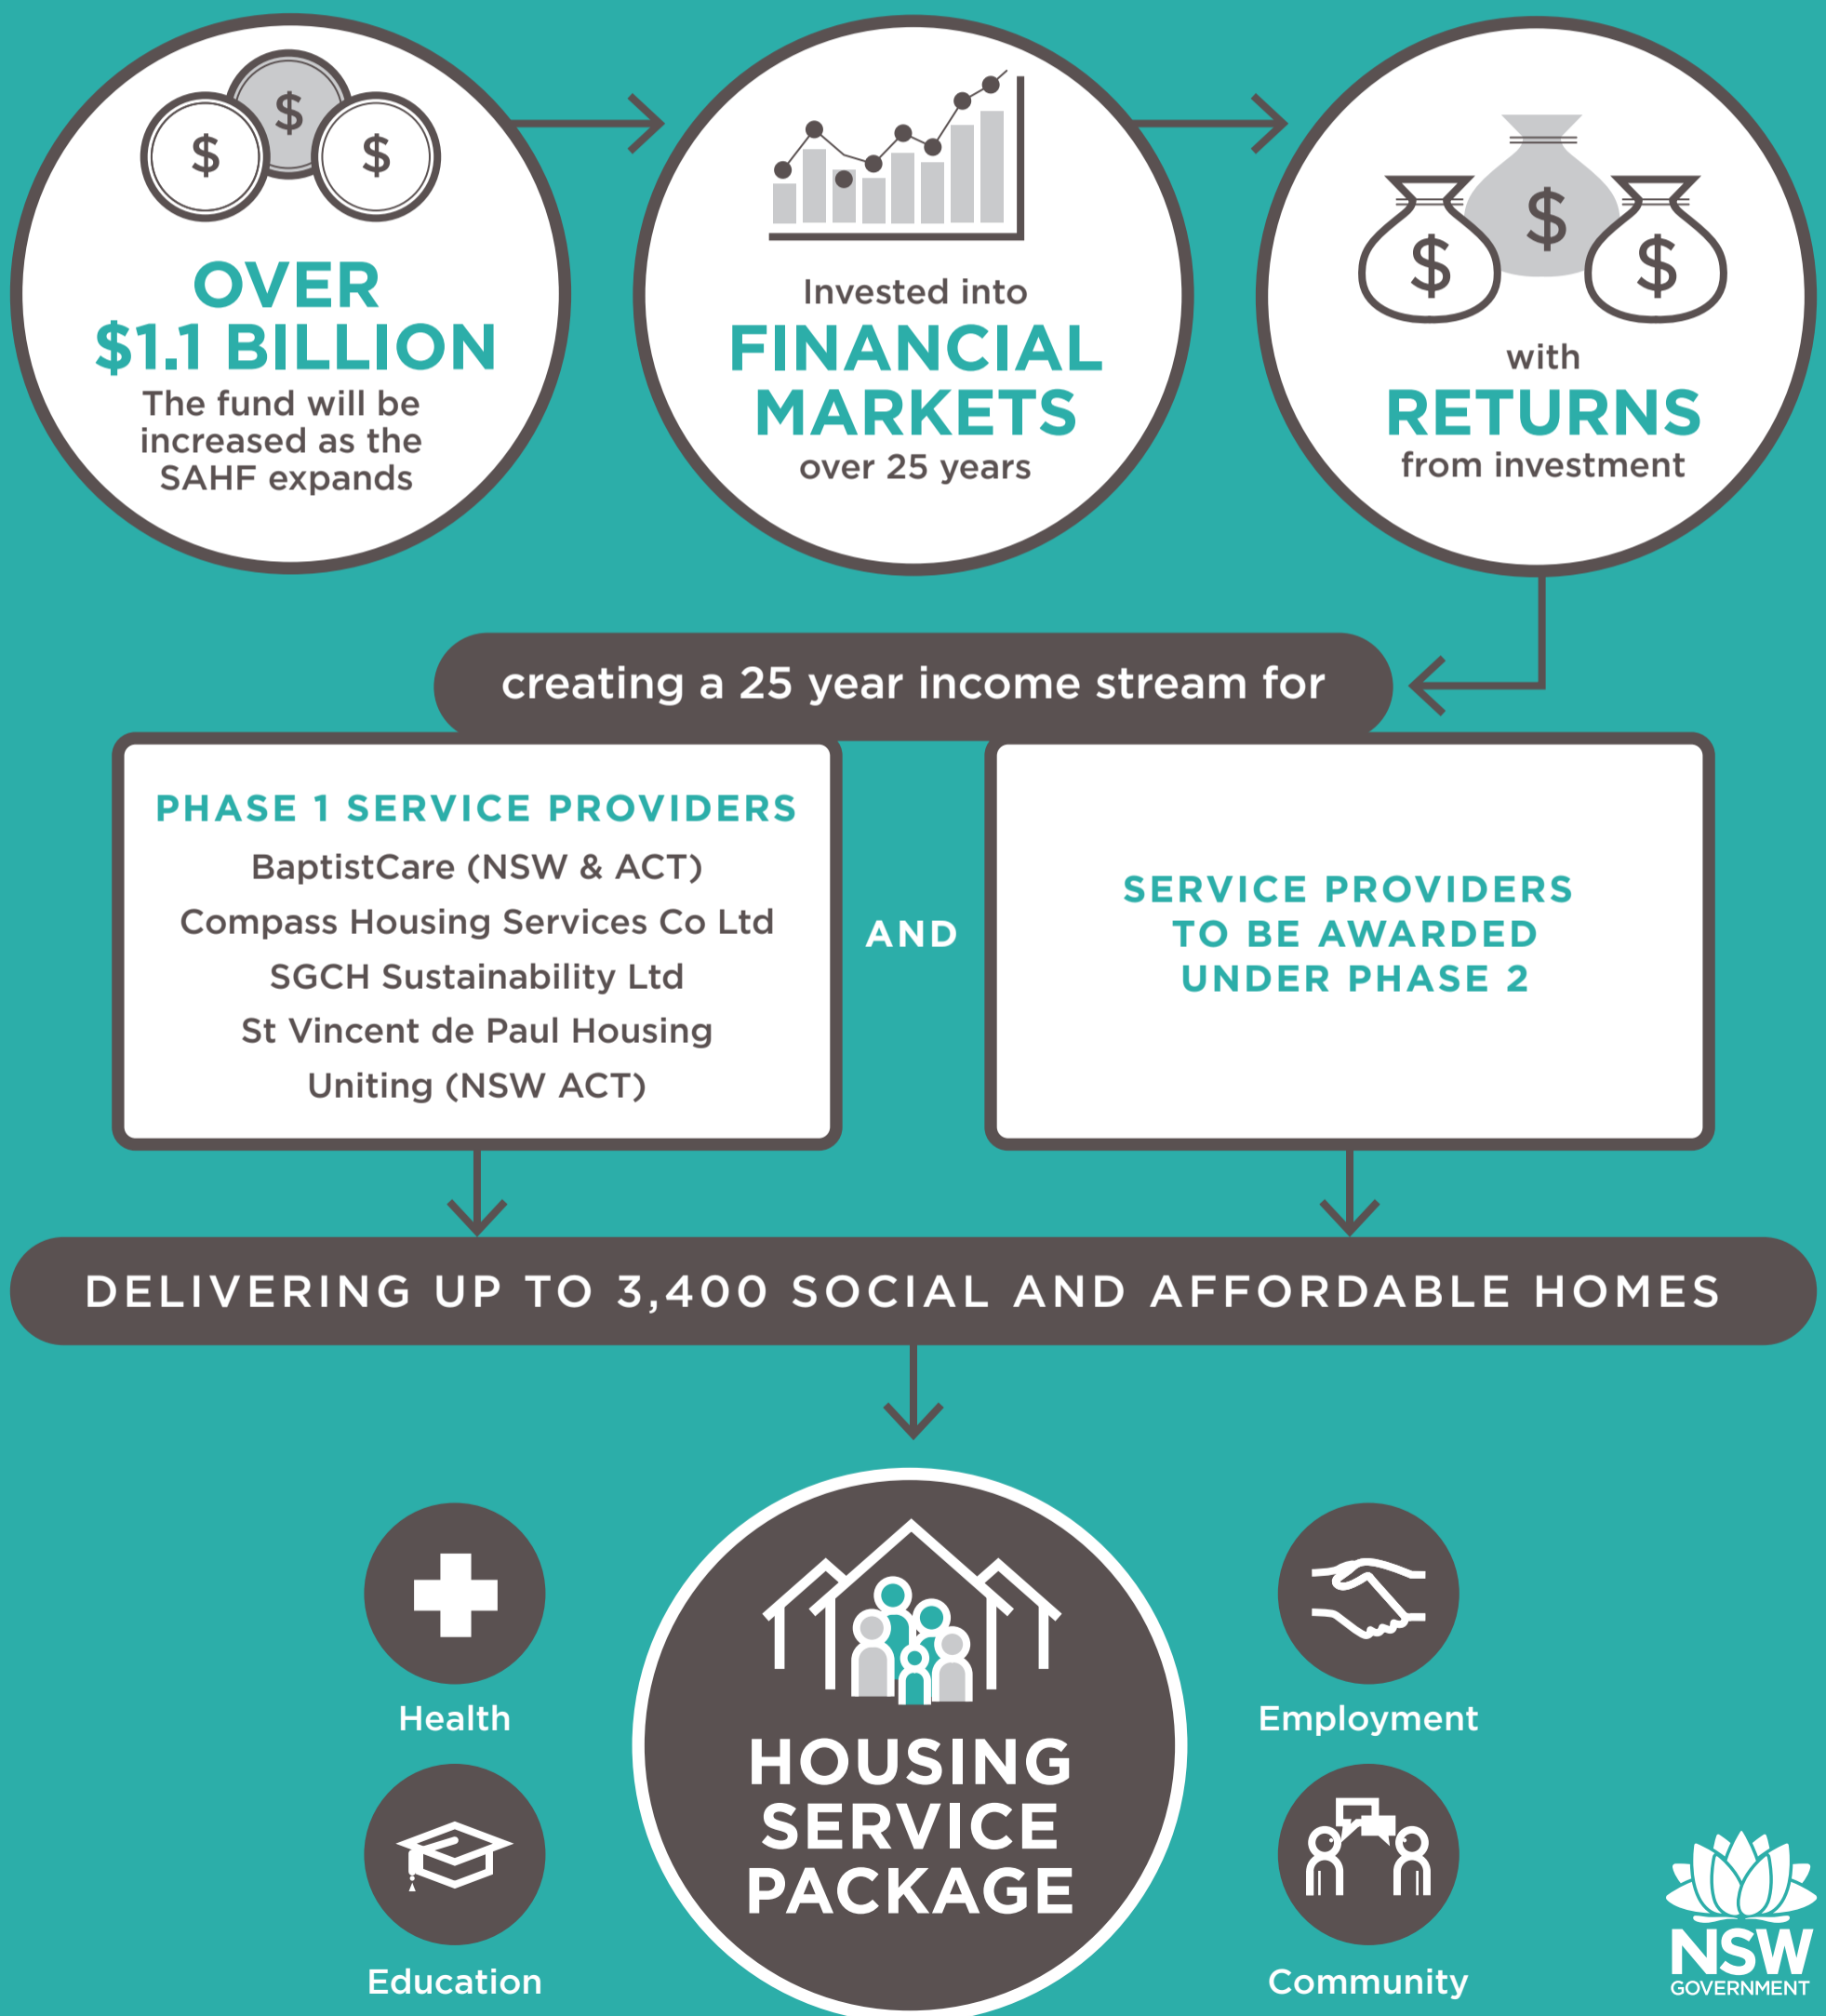 $
$
$
OVER
$1.1 BILLION
The fund will be
increased as the
SAHF expands
Invested into
FINANCIAL
MARKETS
over 25 years
$
$
$
with
RETURNS
from investment
creating a 25 year income stream for
PHASE 1 SERVICE PROVIDERS
BaptistCare (NSW & ACT)
Compass Housing Services Co Ltd
SGCH Sustainability Ltd
St Vincent de Paul Housing
Uniting (NSW ACT)
AND
SERVICE PROVIDERS
TO BE AWARDED
UNDER PHASE 2
DELIVERING UP TO 3,400 SOCIAL AND AFFORDABLE HOMES
Health
Education
HOUSING
SERVICE
PACKAGE
Employment
Community
NSW
GOVERNMENT